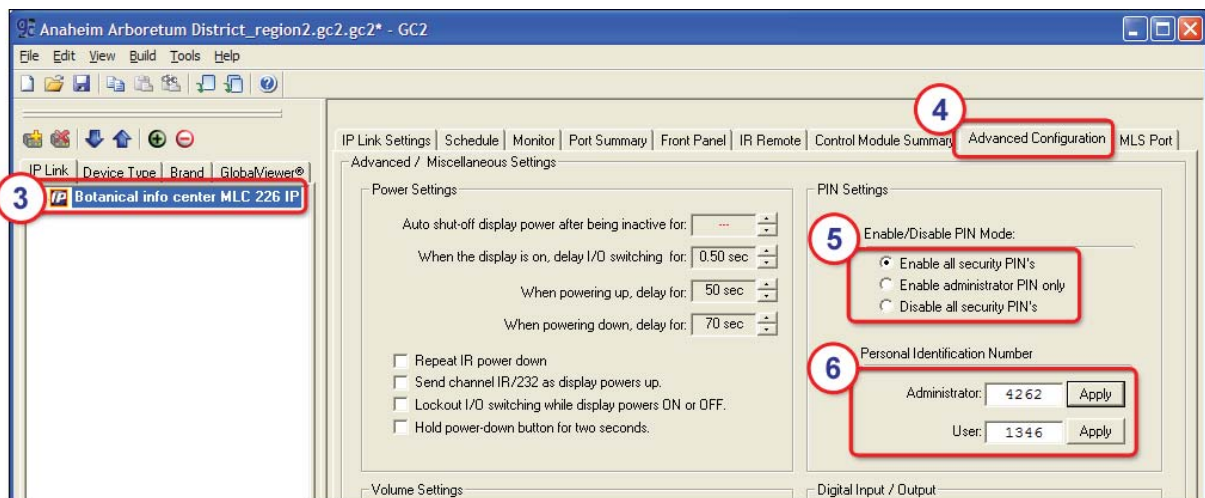 Anaheim Arboretum District_region2.gc2.gc2* - GC2
File Edit View Build Tools Help
4
IP Link Settings Schedule Monitor Port Summary Front Panel IR Remote Control Module Summary Advanced Configuration MLS Port
IP Link Device Type Brand GlobalViewer®
3
IP Botanical info center MLC 226 IP
Advanced / Miscellaneous Settings
Power Settings
Auto shut-off display power after being inactive for: ---
When the display is on, delay I/O switching for: 0.50 sec
When powering up, delay for: 50 sec
When powering down, delay for: 70 sec
Repeat IR power down
Send channel IR/232 as display powers up.
Lockout I/O switching while display powers ON or OFF.
Hold power-down button for two seconds.
PIN Settings
5
Enable/Disable PIN Mode:
Enable all security PIN's
Enable administrator PIN only
Disable all security PIN's
Personal Identification Number
6
Administrator: 4262 Apply
User: 1346 Apply
Volume Settings
Digital Input / Output